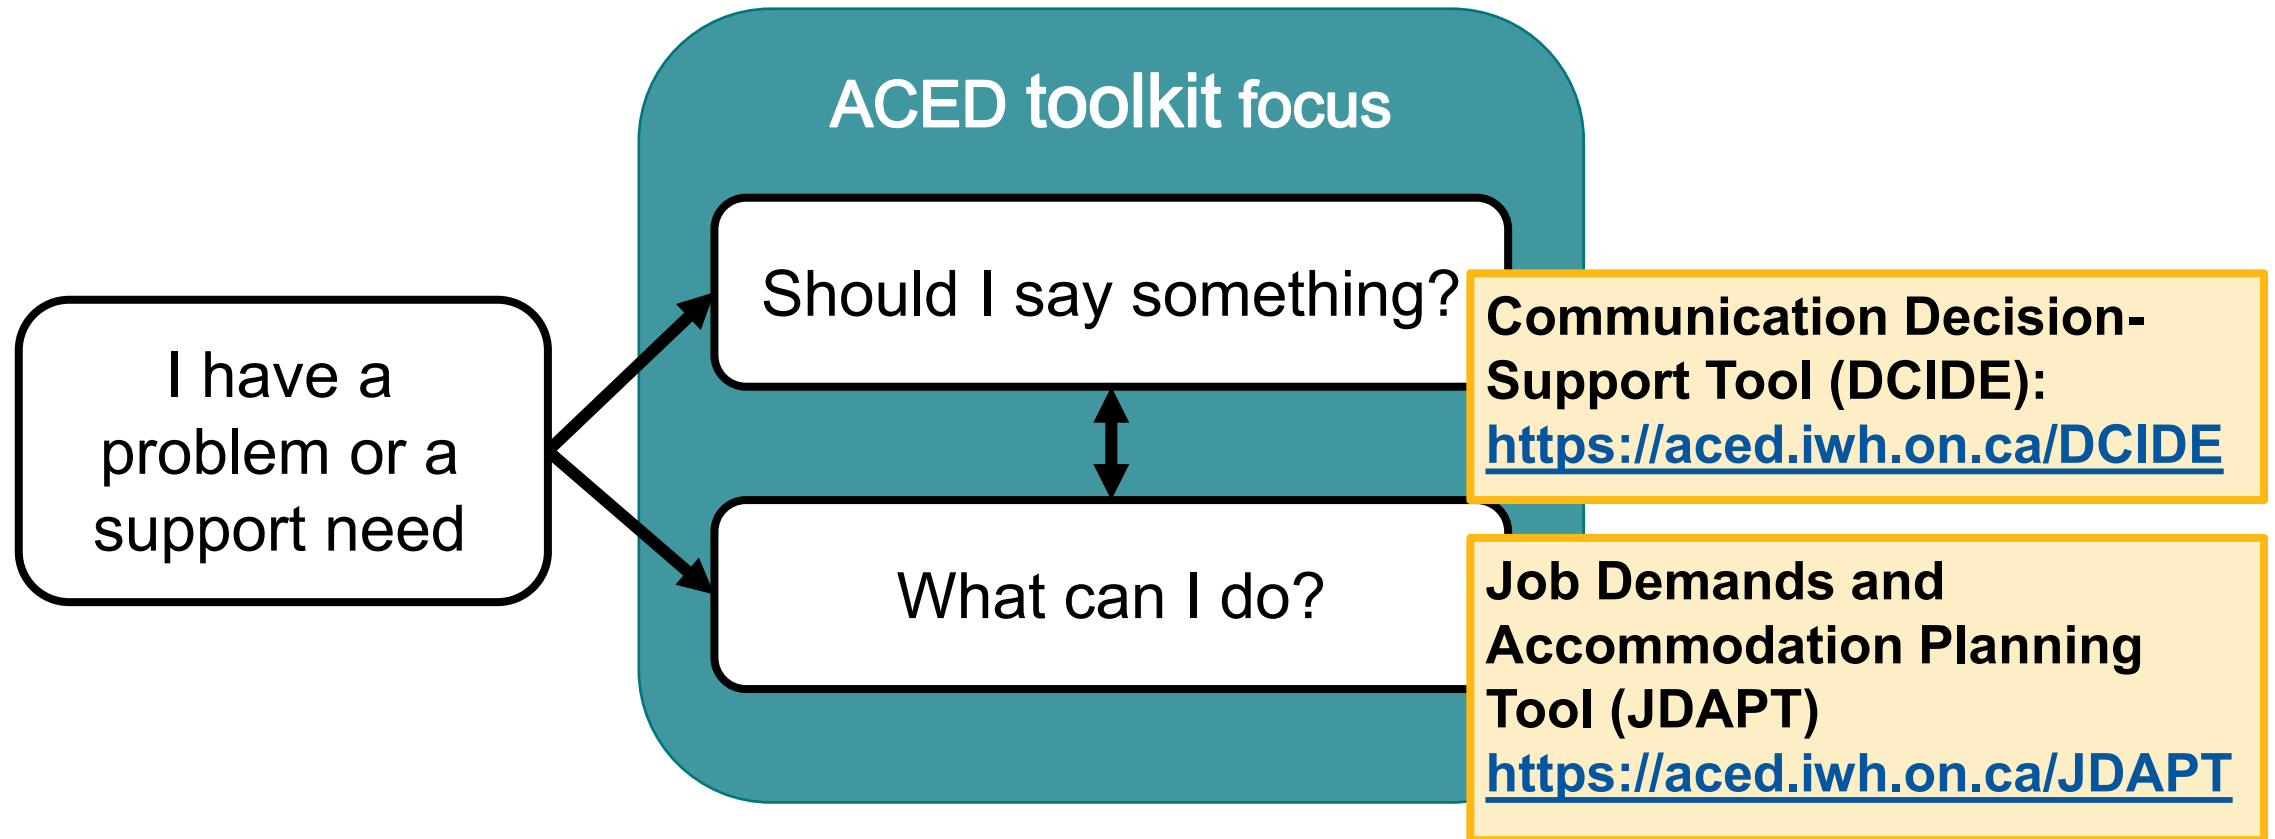 ACED toolkit focus
I have a
problem or a
support need
Should I say something?
What can I do?
Communication Decision-
Support Tool (DCIDE):
https://aced.iwh.on.ca/DCIDE
Job Demands and
Accommodation Planning
Tool (JDAPT)
https://aced.iwh.on.ca/JDAPT